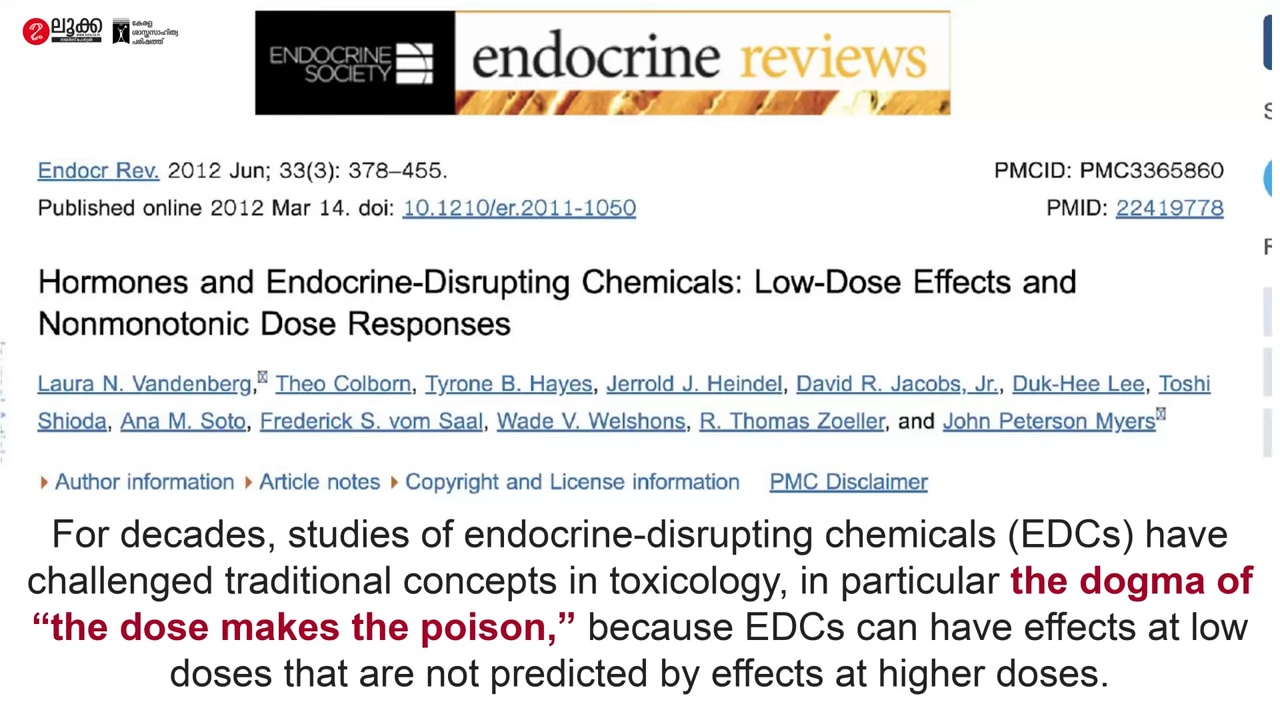 ലൂക്ക
കേരള
ശാസ്ത്രസാഹിത്യ
പരിഷത്ത്
ENDOCRINE
SOCIETY
endocrine reviews
Endocr Rev. 2012 Jun; 33(3): 378–455.
PMCID: PMC3365860
Published online 2012 Mar 14. doi: 10.1210/er.2011-1050
PMID: 22419778
Hormones and Endocrine-Disrupting Chemicals: Low-Dose Effects and
Nonmonotonic Dose Responses
Laura N. Vandenberg, Theo Colborn, Tyrone B. Hayes, Jerrold J. Heindel, David R. Jacobs, Jr., Duk-Hee Lee, Toshi
Shioda, Ana M. Soto, Frederick S. vom Saal, Wade V. Welshons, R. Thomas Zoeller, and John Peterson Myers
Author information Article notes Copyright and License information PMC Disclaimer
For decades, studies of endocrine-disrupting chemicals (EDCs) have
challenged traditional concepts in toxicology, in particular the dogma of
“the dose makes the poison,” because EDCs can have effects at low
doses that are not predicted by effects at higher doses.